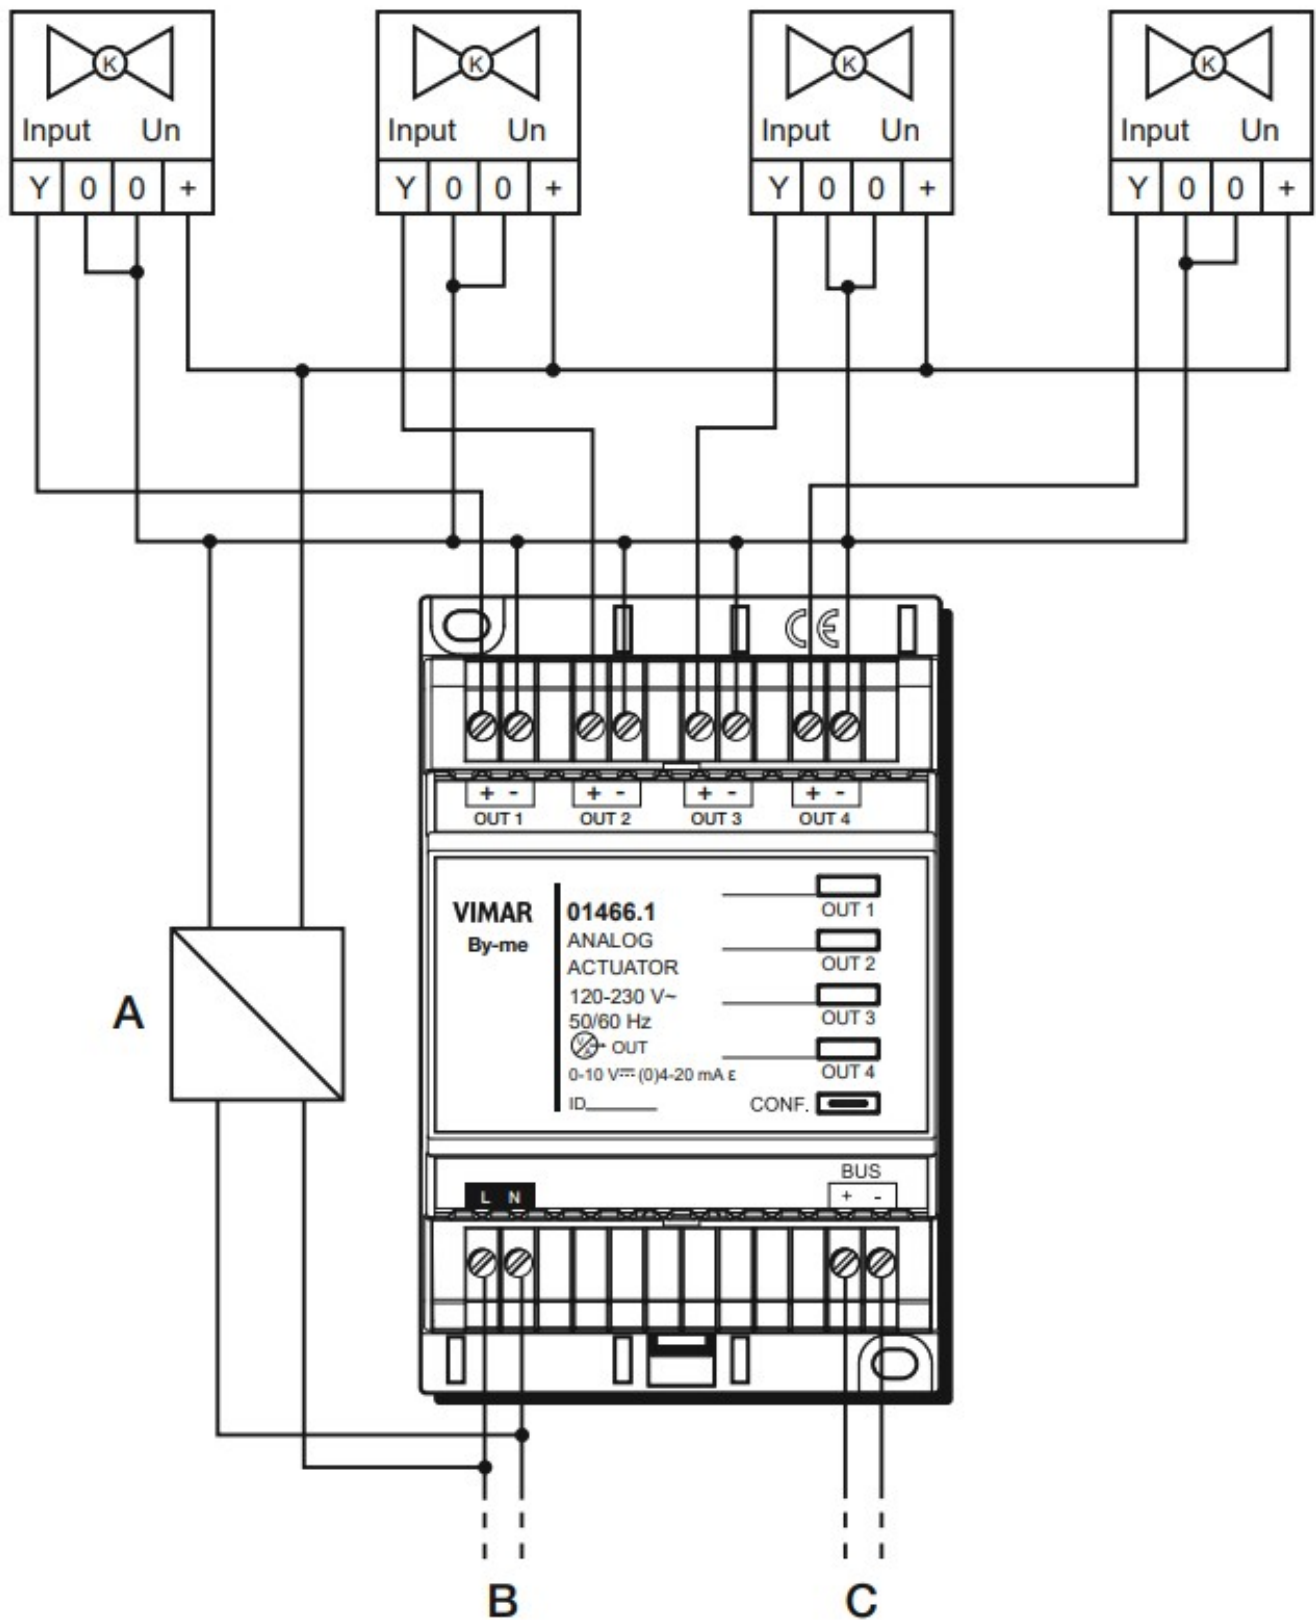 K K K K
Input Un Input Un Input Un Input Un
Y 0 0 + Y 0 0 + Y 0 0 + Y 0 0 +
CE
+ - + - + - + -
OUT 1 OUT 2 OUT 3 OUT 4
VIMAR
By-me
01466.1
ANALOG
ACTUATOR
120-230 V~
50/60 Hz
OUT
0-10 V⎓ (0)4-20 mA ε
ID
OUT 1
OUT 2
OUT 3
OUT 4
CONF.
A
L N
BUS
+ -
B C